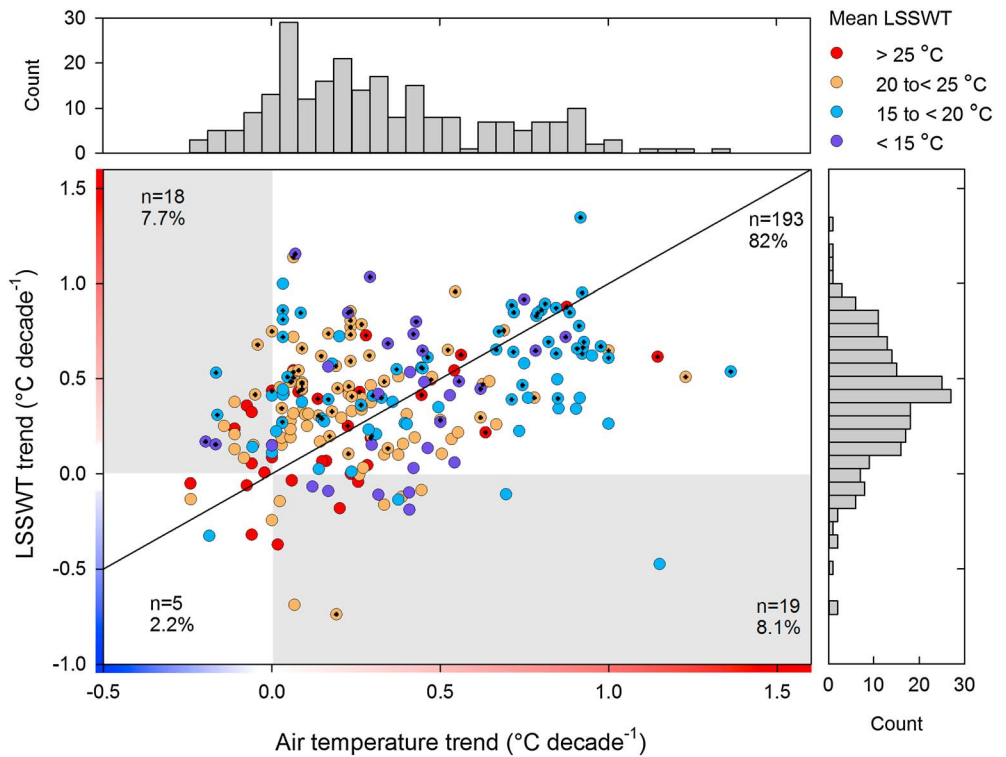 30
20
10
0
Count
Mean LSSWT
> 25 °C
20 to< 25 °C
15 to < 20 °C
< 15 °C
1.5
1.0
0.5
0.0
-0.5
-1.0
LSSWT trend (°C decade⁻¹)
n=18
7.7%
n=193
82%
n=5
2.2%
n=19
8.1%
-0.5 0.0 0.5 1.0 1.5
Air temperature trend (°C decade⁻¹)
0 10 20 30
Count